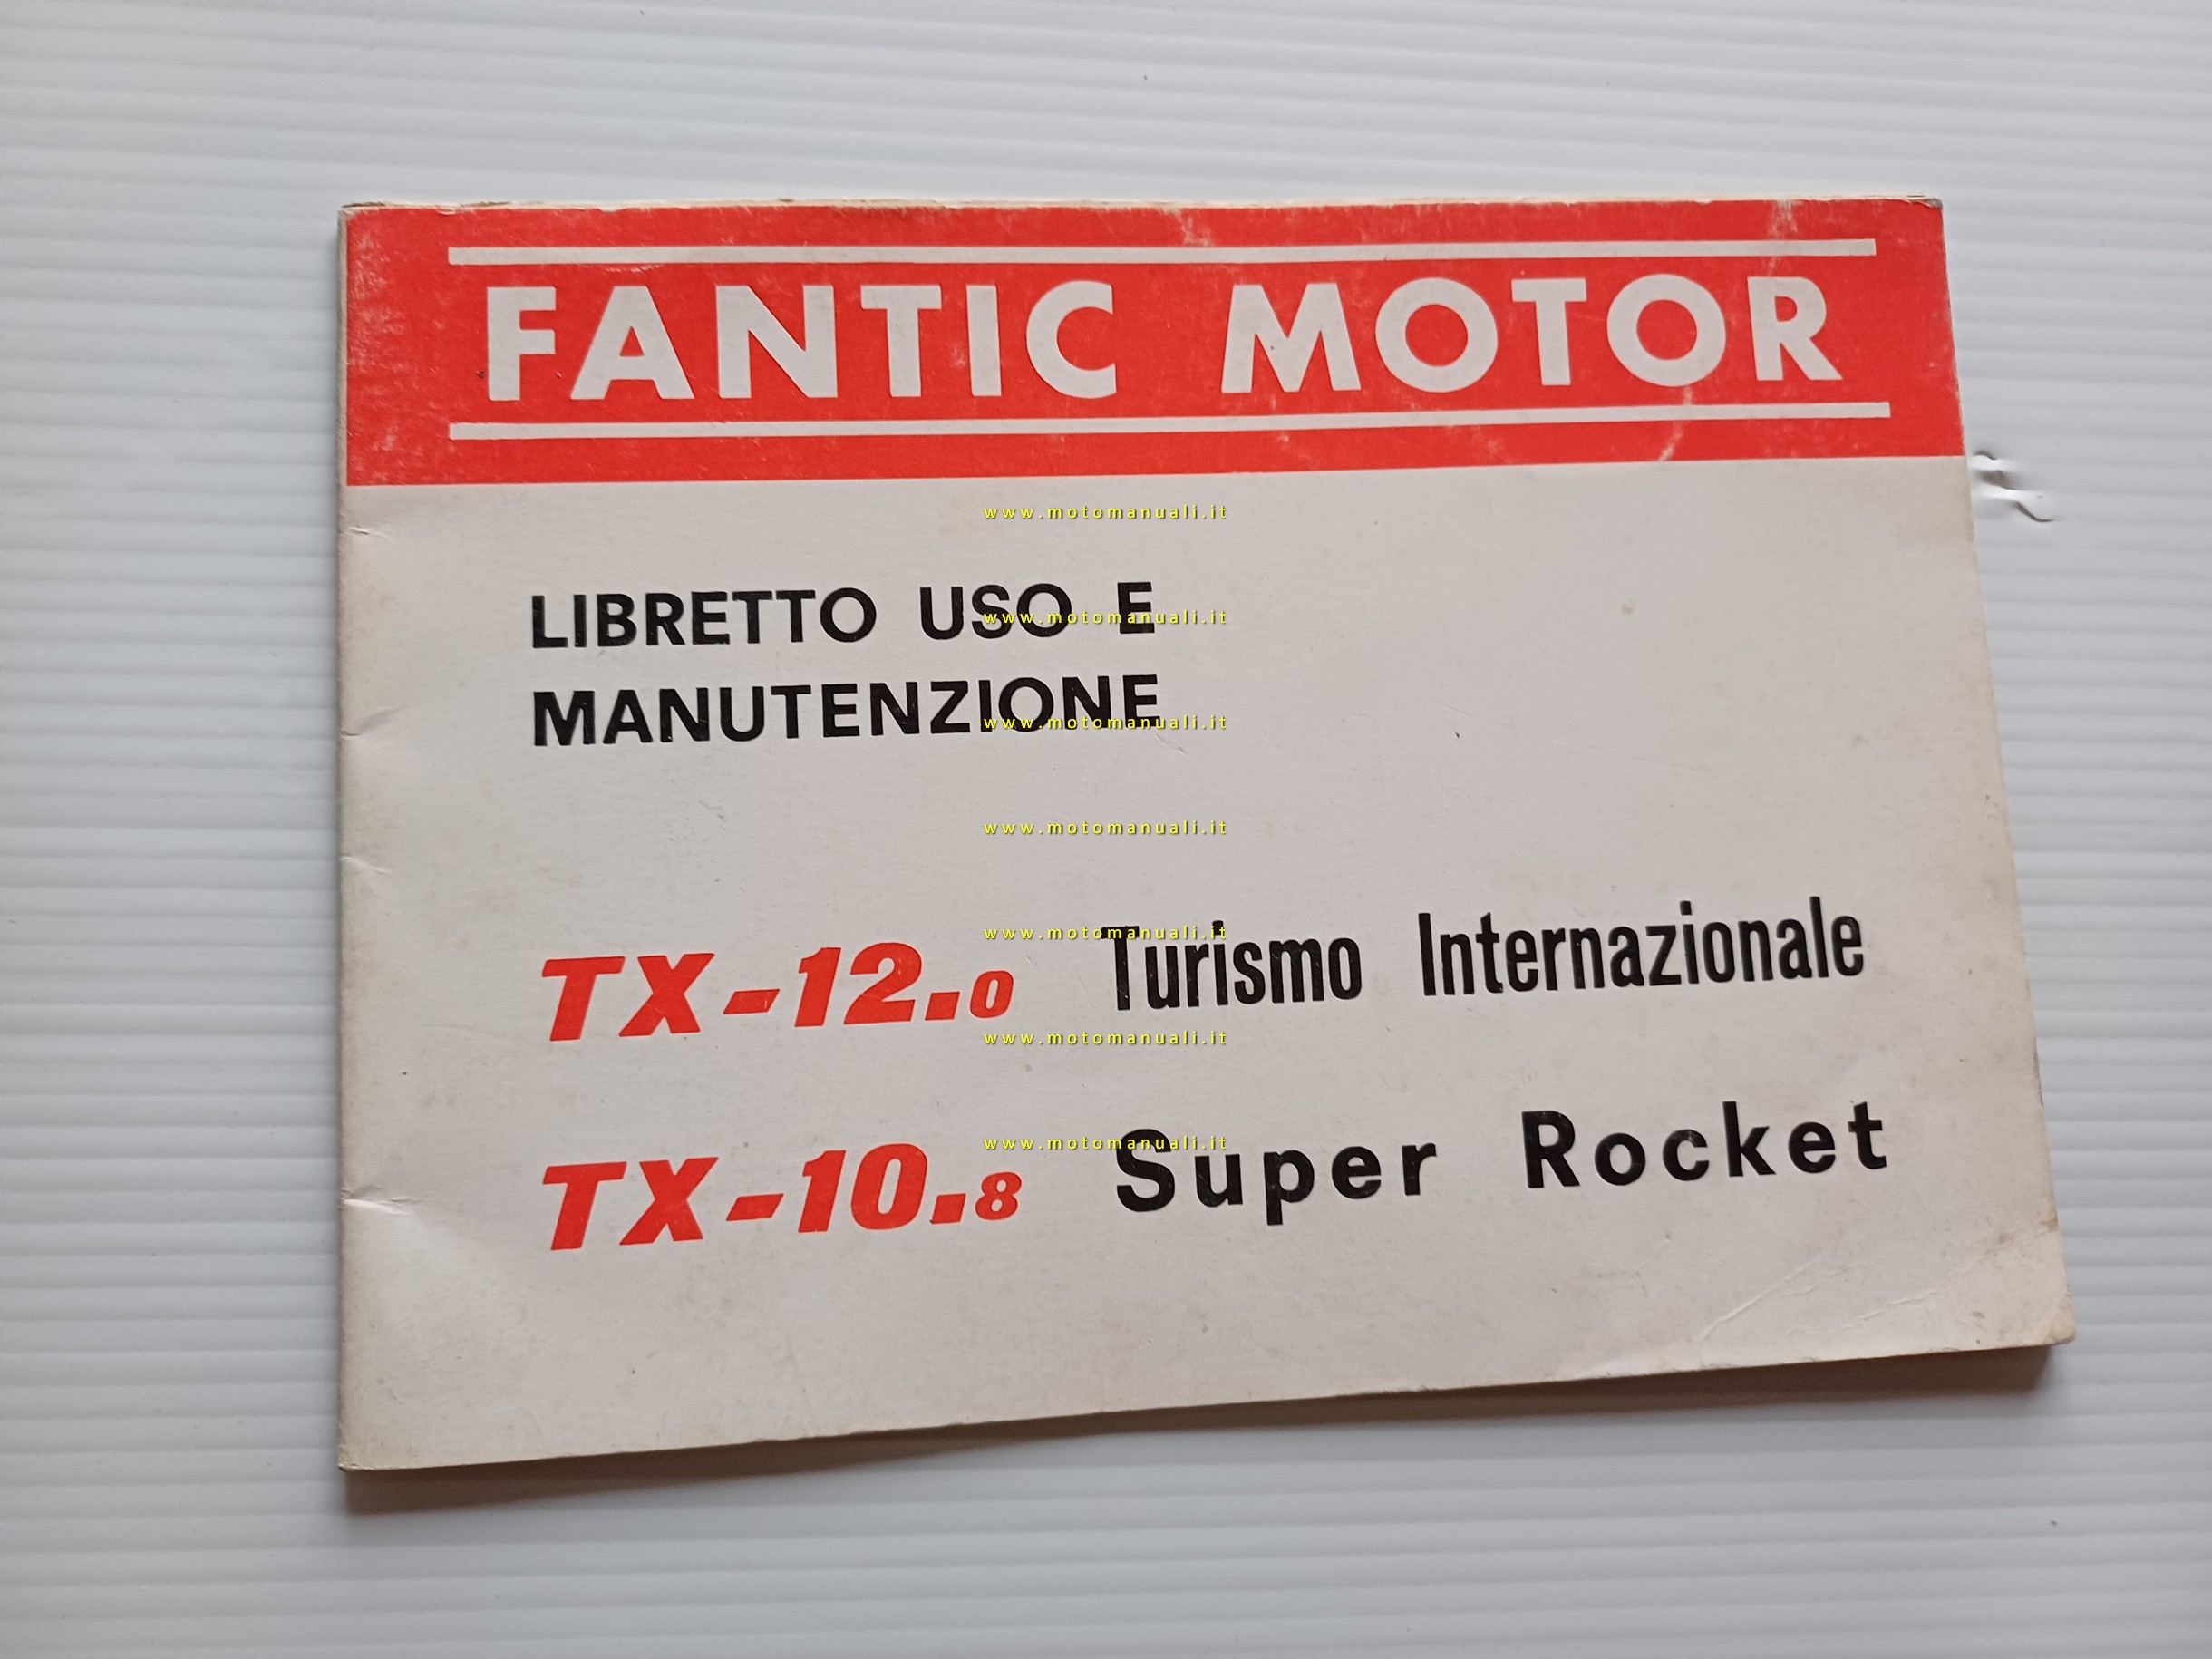 FANTIC MOTOR
www.motomanuali.it
LIBRETTO USO E
www.motomanuali.it
MANUTENZIONE
www.motomanuali.it
www.motomanuali.it
www.motomanuali.it
TX-12.0 Turismo Internazionale
www.motomanuali.it
www.motomanuali.it
TX-10.8 Super Rocket